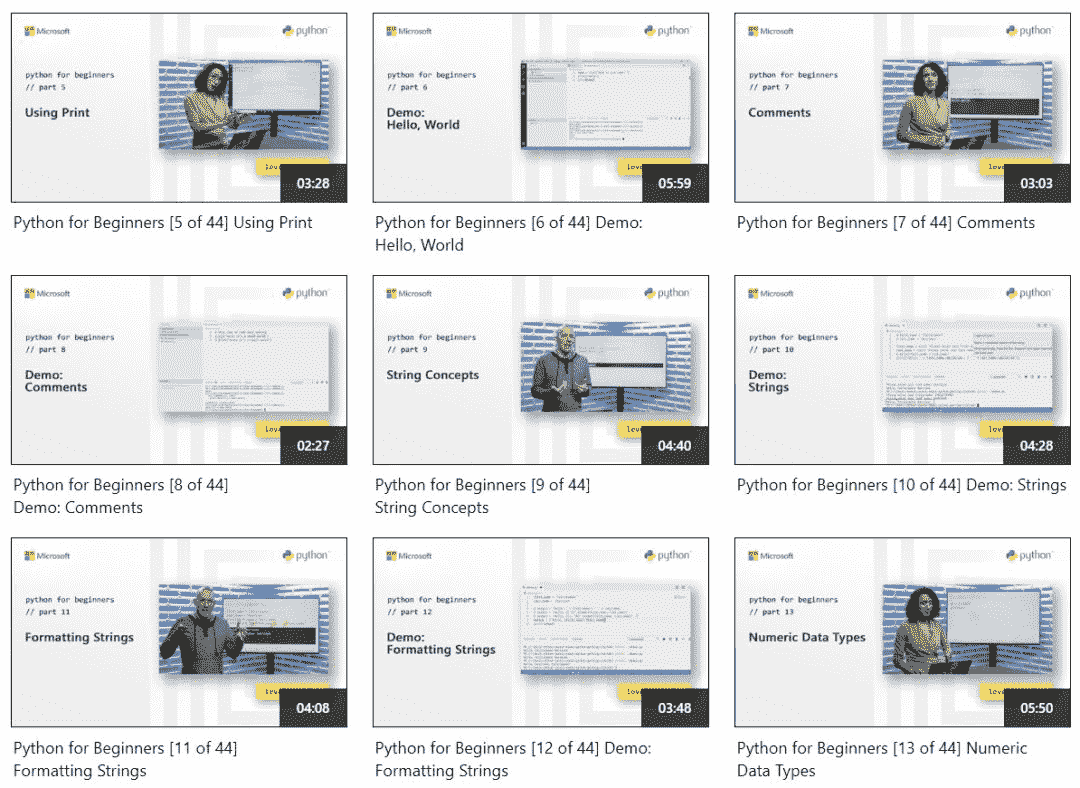 Microsoft
python
python for beginners
// part 5
Using Print
03:28
Python for Beginners [5 of 44] Using Print
Microsoft
python
python for beginners
// part 6
Demo:
Hello, World
05:59
Python for Beginners [6 of 44] Demo:
Hello, World
Microsoft
python
python for beginners
// part 7
Comments
03:03
Python for Beginners [7 of 44] Comments
Microsoft
python
python for beginners
// part 8
Demo:
Comments
02:27
Python for Beginners [8 of 44]
Demo: Comments
Microsoft
python
python for beginners
// part 9
String Concepts
04:40
Python for Beginners [9 of 44]
String Concepts
Microsoft
python
python for beginners
// part 10
Demo:
Strings
04:28
Python for Beginners [10 of 44] Demo: Strings
Microsoft
python
python for beginners
// part 11
Formatting Strings
04:08
Python for Beginners [11 of 44]
Formatting Strings
Microsoft
python
python for beginners
// part 12
Demo:
Formatting Strings
03:48
Python for Beginners [12 of 44] Demo:
Formatting Strings
Microsoft
python
python for beginners
// part 13
Numeric Data Types
05:50
Python for Beginners [13 of 44] Numeric
Data Types